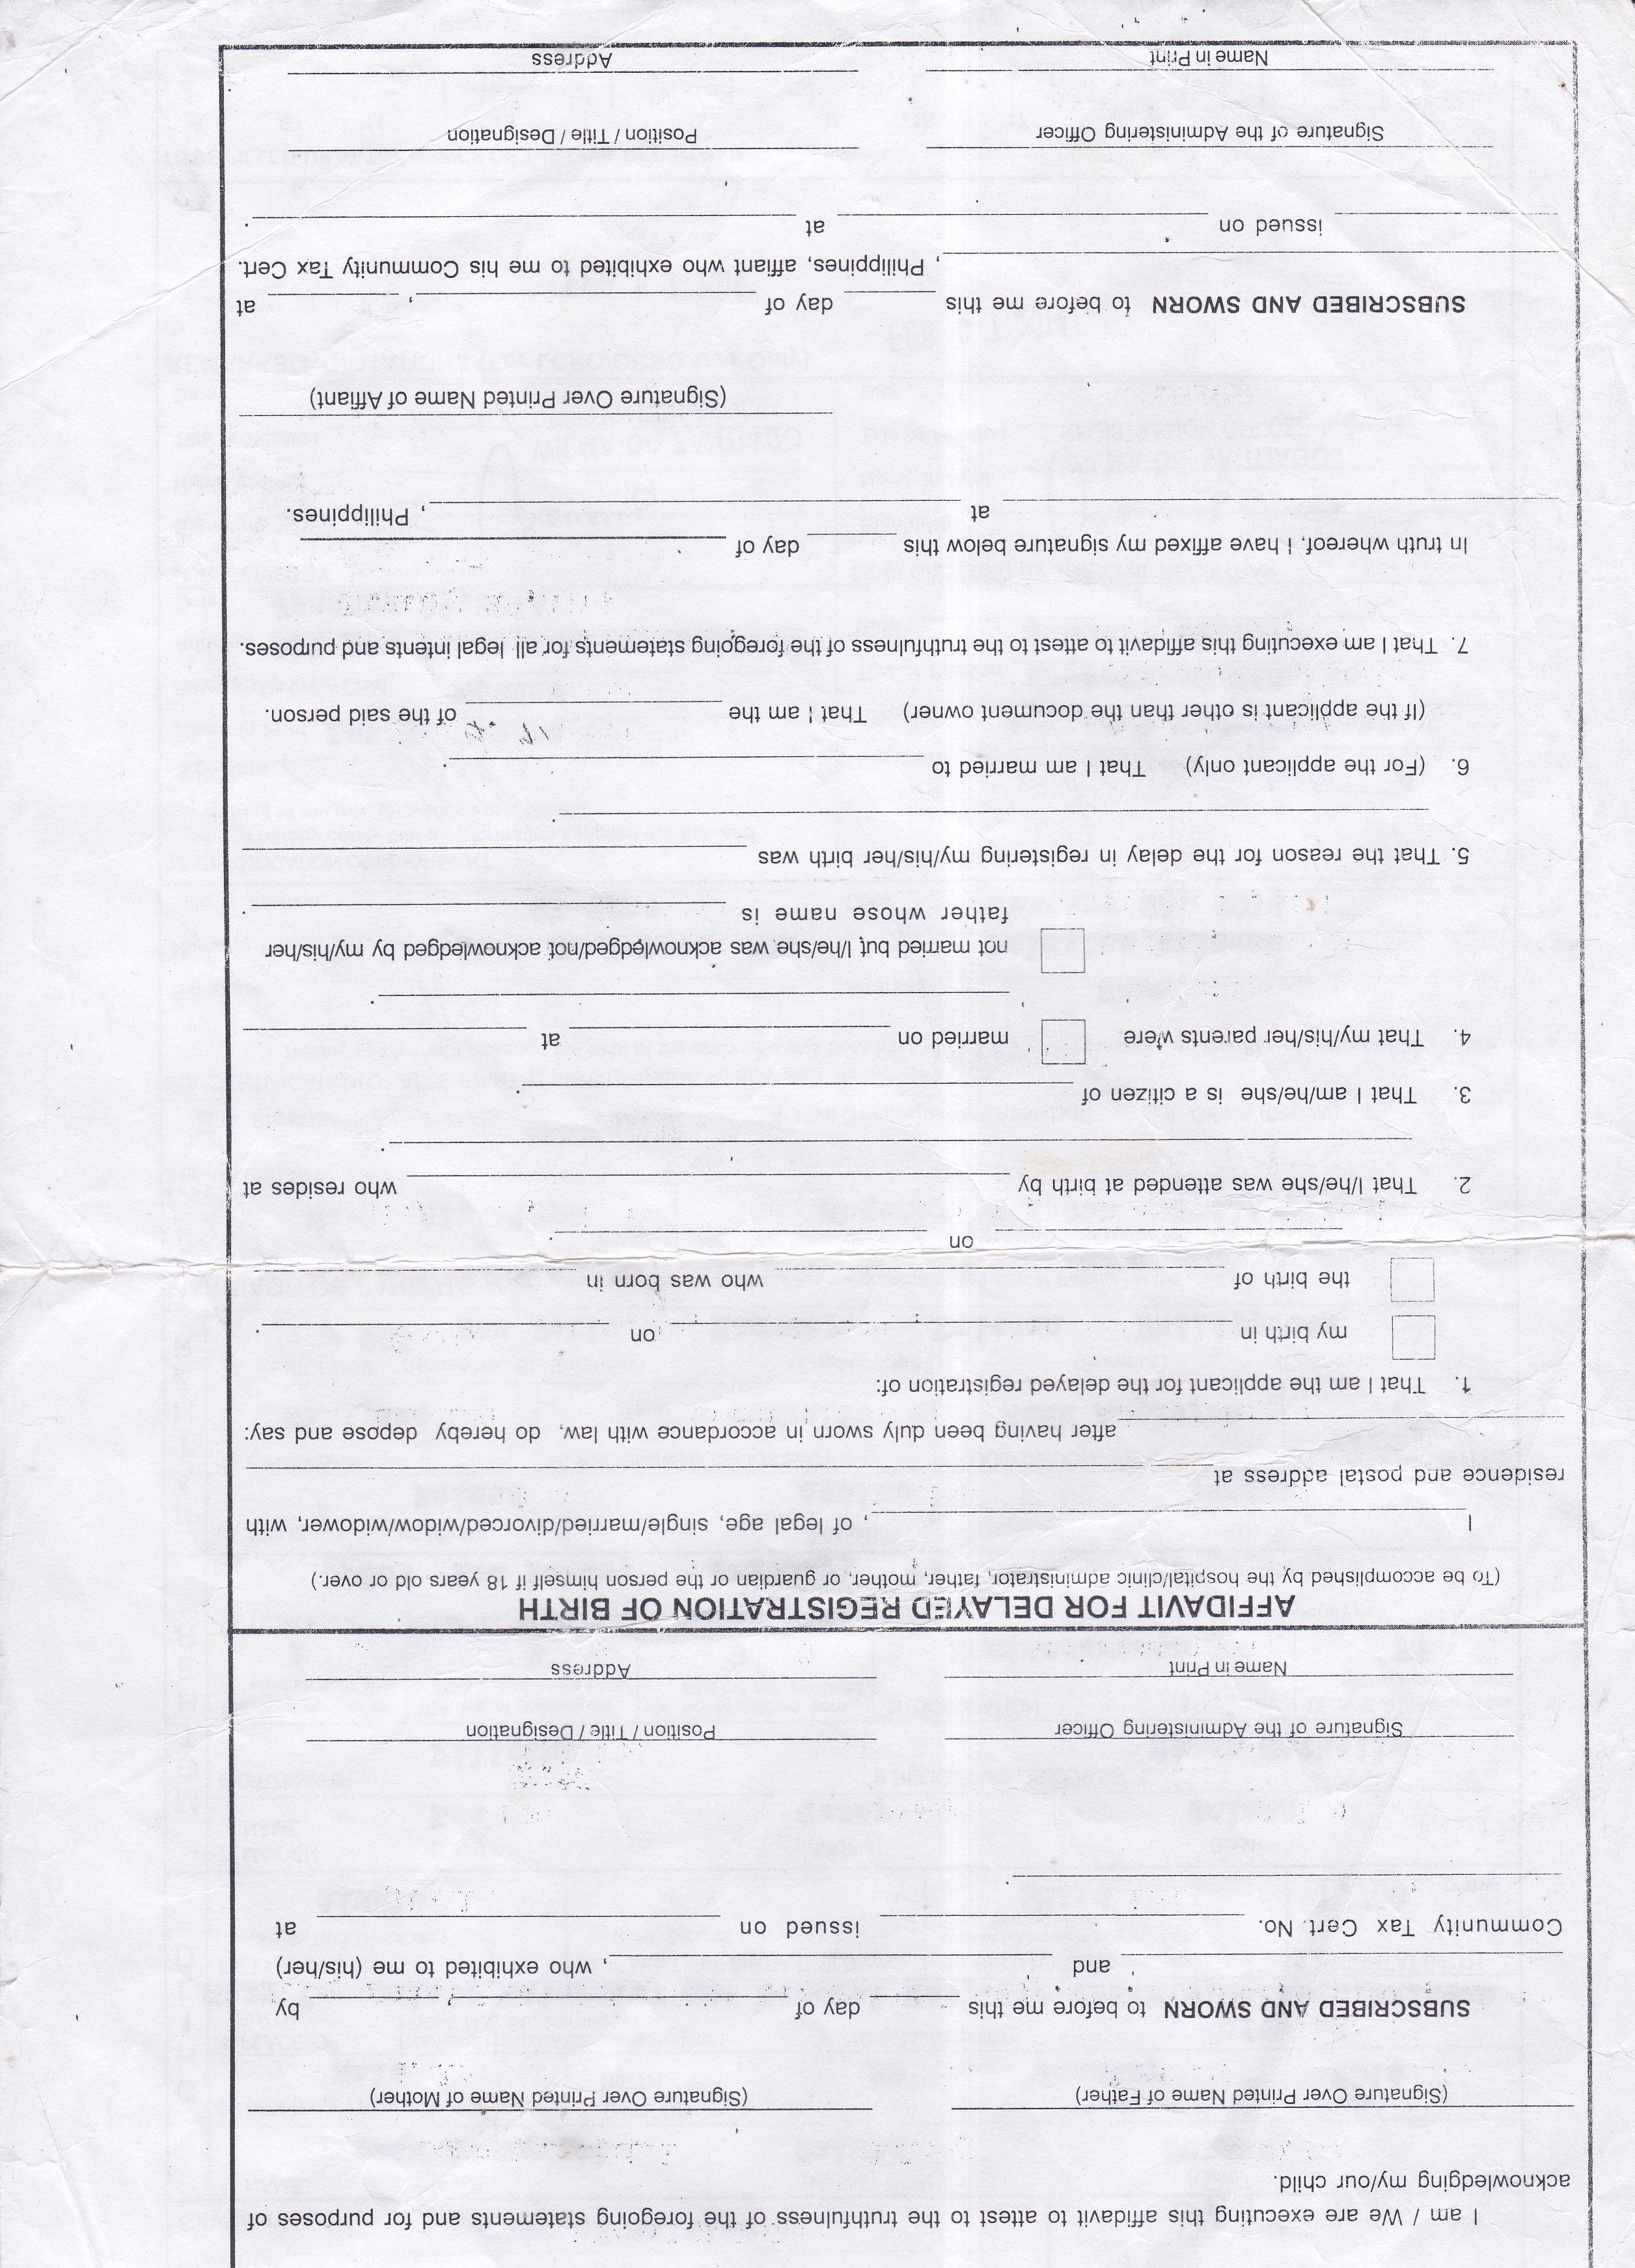 I am / We are executing this affidavit to attest to the truthfulness of the foregoing statements and for purposes of
acknowledging my/our child.
(Signature Over Printed Name of Father) (Signature Over Printed Name of Mother)
SUBSCRIBED AND SWORN to before me this ______ day of ______, ______ by
______ and ______, who exhibited to me (his/her)
Community Tax Cert. No. ______ issued on ______ at
______.
Signature of the Administering Officer Position / Title / Designation
Name in Print Address
AFFIDAVIT FOR DELAYED REGISTRATION OF BIRTH
(To be accomplished by the hospital/clinic administrator, father, mother, or guardian or the person himself if 18 years old or over.)
I ______, of legal age, single/married/divorced/widow/widower, with
residence and postal address at ______
______ after having been duly sworn in accordance with law, do hereby depose and say:
1. That I am the applicant for the delayed registration of:
my birth in ______ on ______.
the birth of ______ who was born in ______
______ on ______.
2. That I/he/she was attended at birth by ______ who resides at
______.
3. That I am/he/she is a citizen of ______.
4. That my/his/her parents were married on ______ at ______
______.
not married but I/he/she was acknowledged/not acknowledged by my/his/her
father whose name is ______.
5. That the reason for the delay in registering my/his/her birth was ______
______.
6. (For the applicant only) That I am married to ______.
(If the applicant is other than the document owner) That I am the ______ of the said person.
7. That I am executing this affidavit to attest to the truthfulness of the foregoing statements for all legal intents and purposes.
In truth whereof, I have affixed my signature below this ______ day of ______
______ at ______, Philippines.
(Signature Over Printed Name of Affiant)
SUBSCRIBED AND SWORN to before me this ______ day of ______, ______ at
______, Philippines, affiant who exhibited to me his Community Tax Cert.
______ issued on ______ at ______.
Signature of the Administering Officer Position / Title / Designation
Name in Print Address